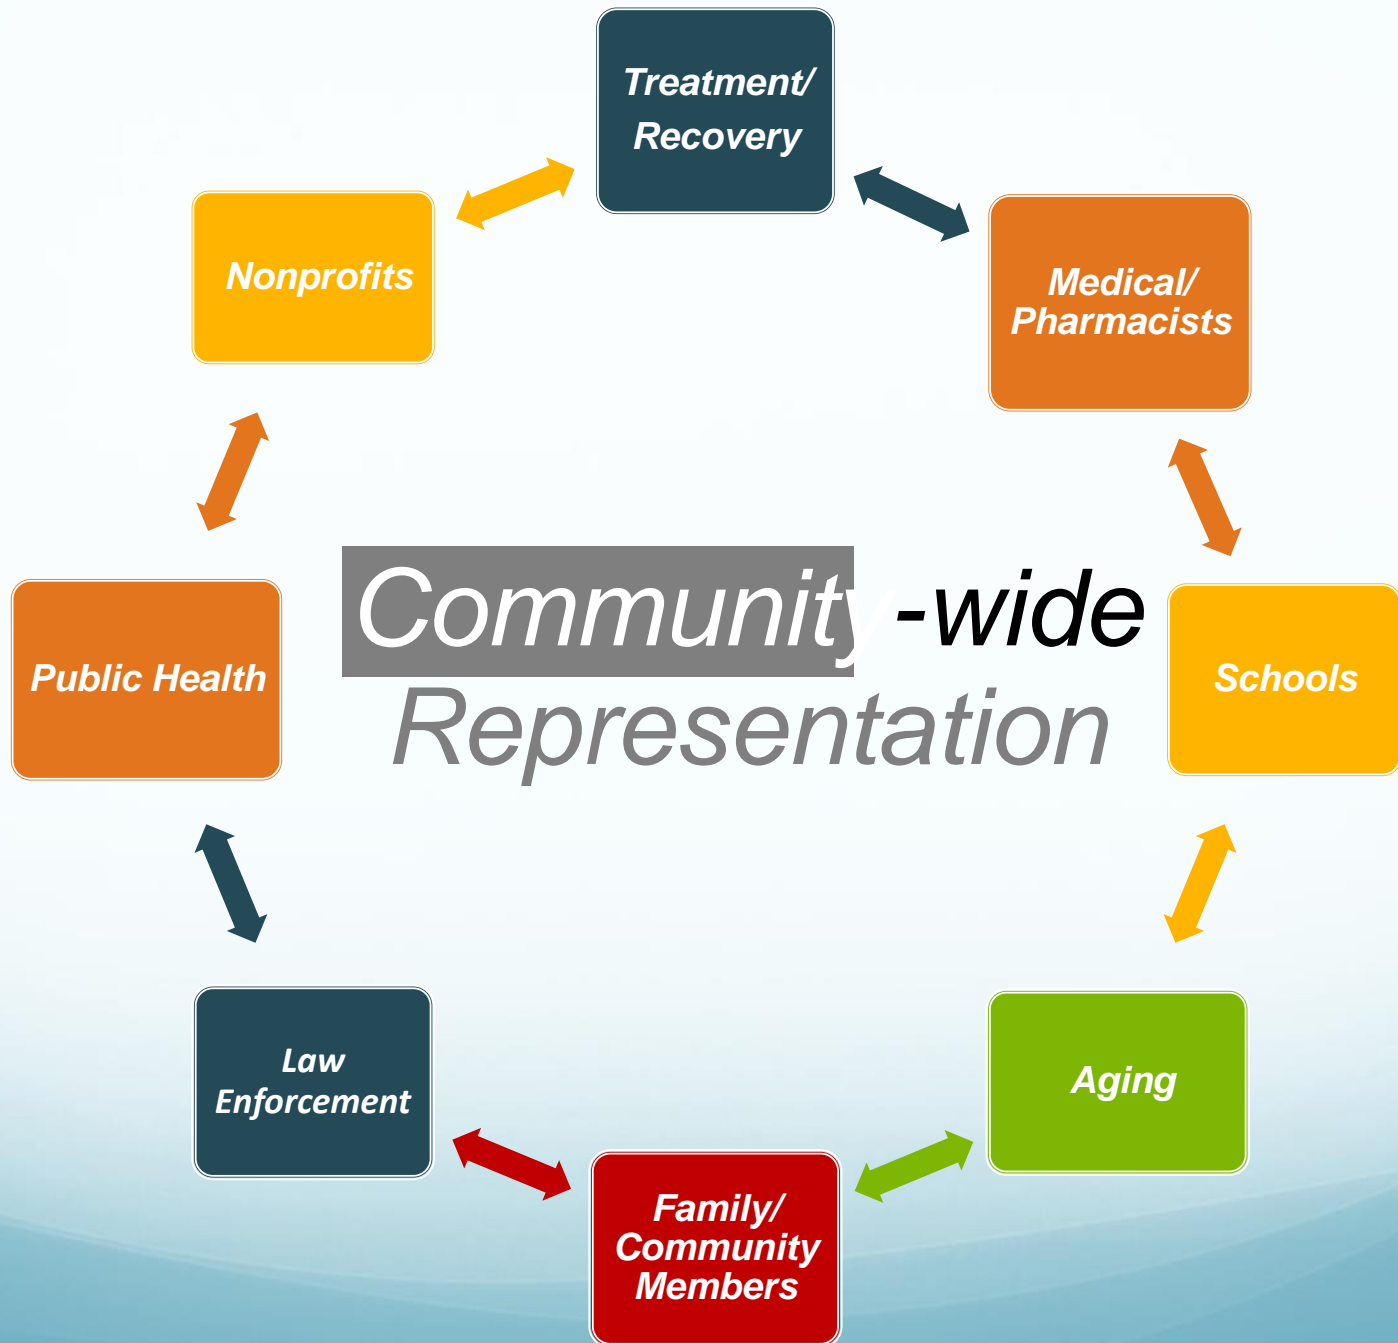 Treatment/
Recovery
Nonprofits
Medical/
Pharmacists
Community-wide
Representation
Public Health
Schools
Law
Enforcement
Aging
Family/
Community
Members